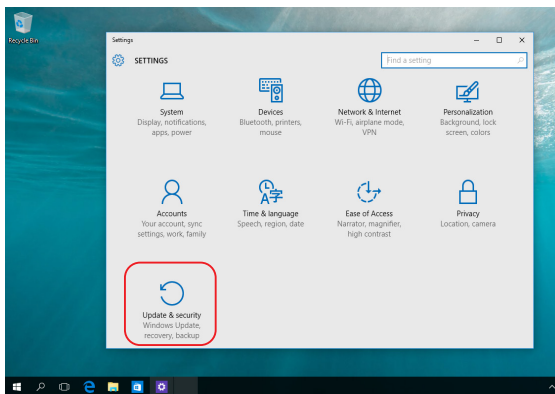 Recycle Bin
Settings
SETTINGS
Find a setting
System
Display, notifications,
apps, power
Devices
Bluetooth, printers,
mouse
Network & Internet
Wi-Fi, airplane mode,
VPN
Personalization
Background, lock
screen, colors
Accounts
Your account, sync
settings, work, family
Time & language
Speech, region, date
Ease of Access
Narrator, magnifier,
high contrast
Privacy
Location, camera
Update & security
Windows Update,
recovery, backup